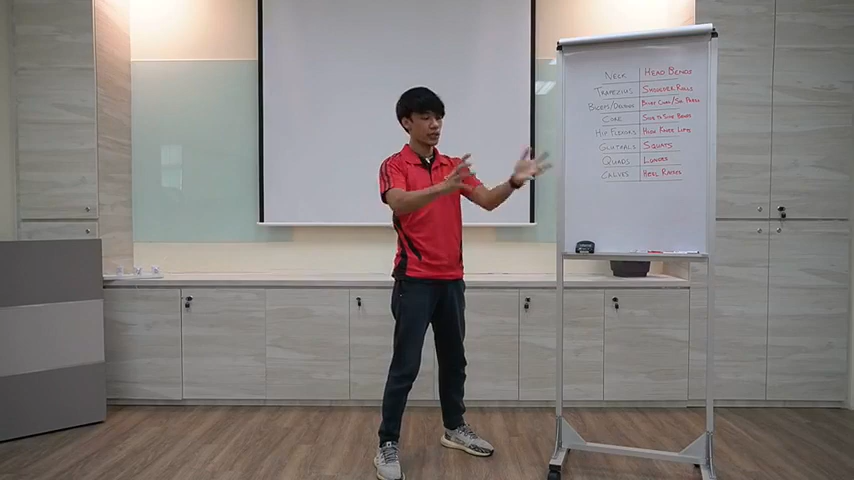 NECK HEAD BENDS
TRAPEZIUS SHOULDER ROLLS
BICEPS/DELTOIDS BICEP CURL/SH. PRESS
CORE SIDE TO SIDE BENDS
HIP FLEXORS HIGH KNEE LIFTS
GLUTEALS SQUATS
QUADS LUNGES
CALVES HEEL RAISES